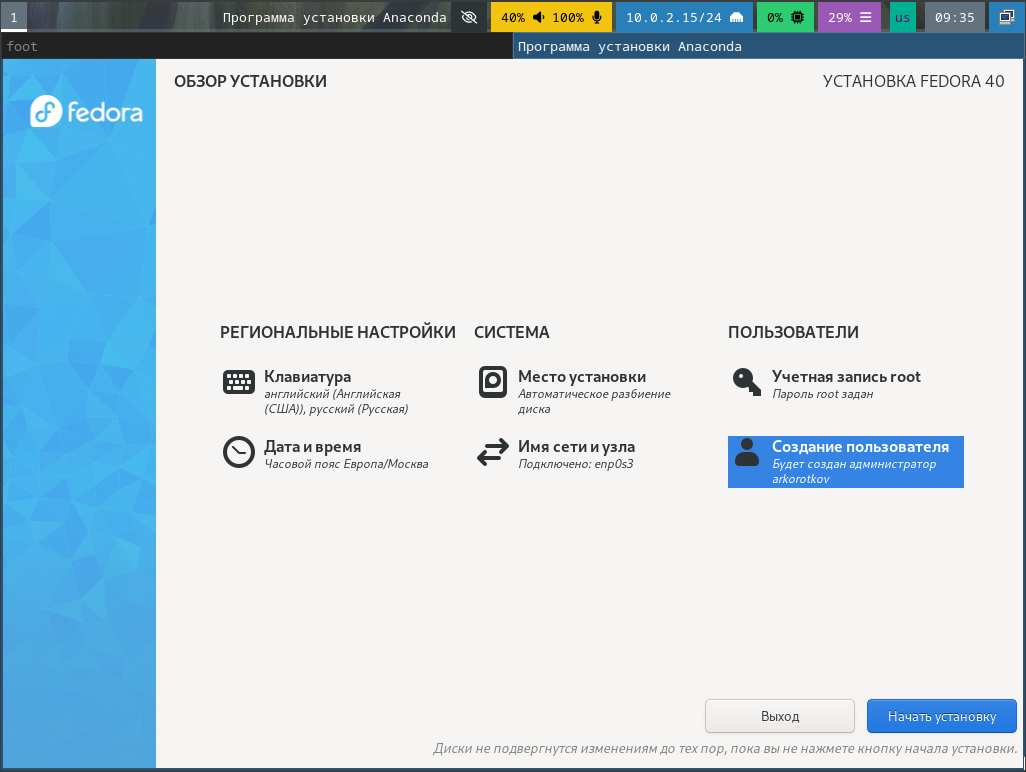 1
Программа установки Anaconda
40% 100%
10.0.2.15/24
0%
29%
us
09:35
foot
Программа установки Anaconda
fedora
ОБЗОР УСТАНОВКИ
УСТАНОВКА FEDORA 40
РЕГИОНАЛЬНЫЕ НАСТРОЙКИ
Клавиатура
английский (Английская
(США)), русский (Русская)
Дата и время
Часовой пояс Европа/Москва
СИСТЕМА
Место установки
Автоматическое разбиение
диска
Имя сети и узла
Подключено: enp0s3
ПОЛЬЗОВАТЕЛИ
Учетная запись root
Пароль root задан
Создание пользователя
Будет создан администратор
arkorotkov
Выход
Начать установку
Диски не подвергнутся изменениям до тех пор, пока вы не нажмете кнопку начала установки.